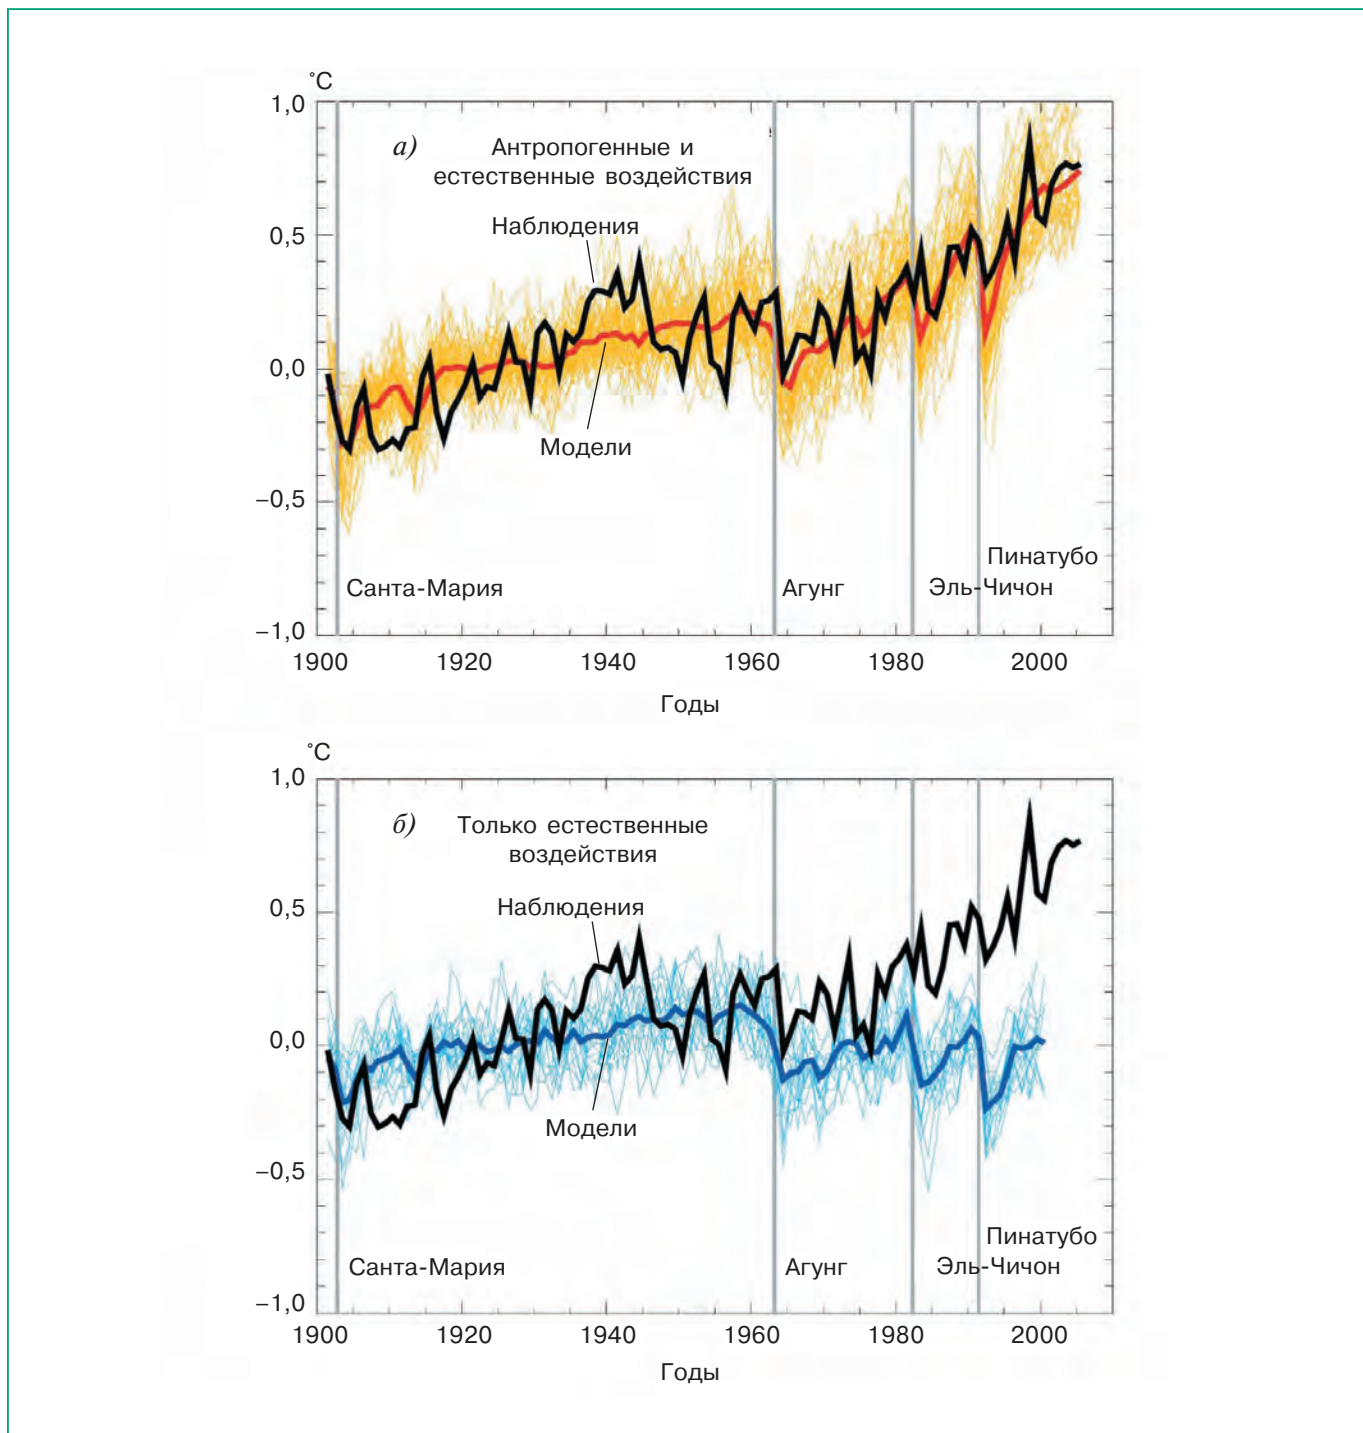 °C
1,0
а) Антропогенные и
естественные воздействия
Наблюдения
0,5
0,0
Модели
−0,5
Пинатубо
Санта-Мария Агунг Эль-Чичон
−1,0
1900 1920 1940 1960 1980 2000
Годы
°C
1,0
б) Только естественные
воздействия
Наблюдения
0,5
0,0
Модели
−0,5
Пинатубо
Санта-Мария Агунг Эль-Чичон
−1,0
1900 1920 1940 1960 1980 2000
Годы